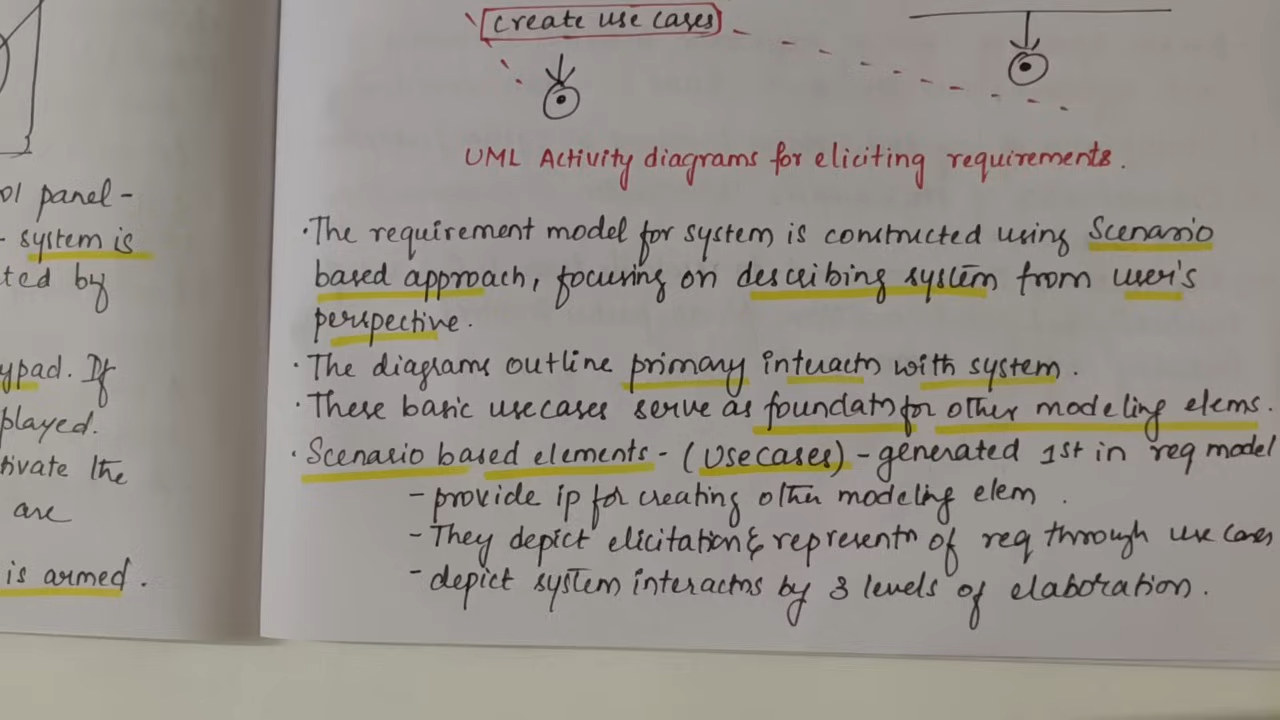 create use cases
UML Activity diagrams for eliciting requirements.
ol panel -
- system is
ted by
ypad. If
played.
tivate the
are
is armed.
· The requirement model for system is constructed using Scenario
based approach, focusing on describing system from user's
perspective.
· The diagrams outline primary interactn with system.
· These basic usecases serve as foundatn for other modeling elems.
· Scenario based elements - (Usecases) - generated 1st in req model
- provide ip for creating other modeling elem.
- They depict elicitation & representn of req through use cases
- depict system interactns by 3 levels of elaboration.